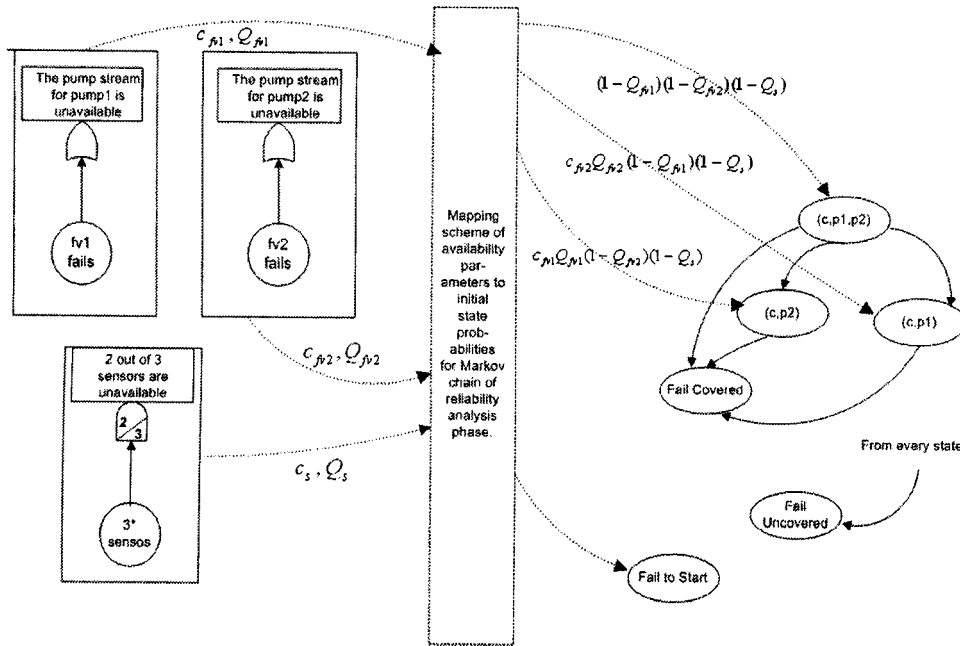 c_fv1, Q_fv1
The pump stream
for pump1 is
unavailable
fv1
fails
The pump stream
for pump2 is
unavailable
fv2
fails
c_fv2, Q_fv2
2 out of 3
sensors are
unavailable
2
3
3*
sensos
c_s, Q_s
Mapping
scheme of
availability
par-
ameters to
initial
state
prob-
abilities
for Markov
chain of
reliability
analysis
phase.
(1-Q_fv1)(1-Q_fv2)(1-Q_s)
c_fv2Q_fv2(1-Q_fv1)(1-Q_s)
c_fv1Q_fv1(1-Q_fv2)(1-Q_s)
(c,p1,p2)
(c,p2)
(c,p1)
Fail Covered
From every state
Fail
Uncovered
Fail to Start